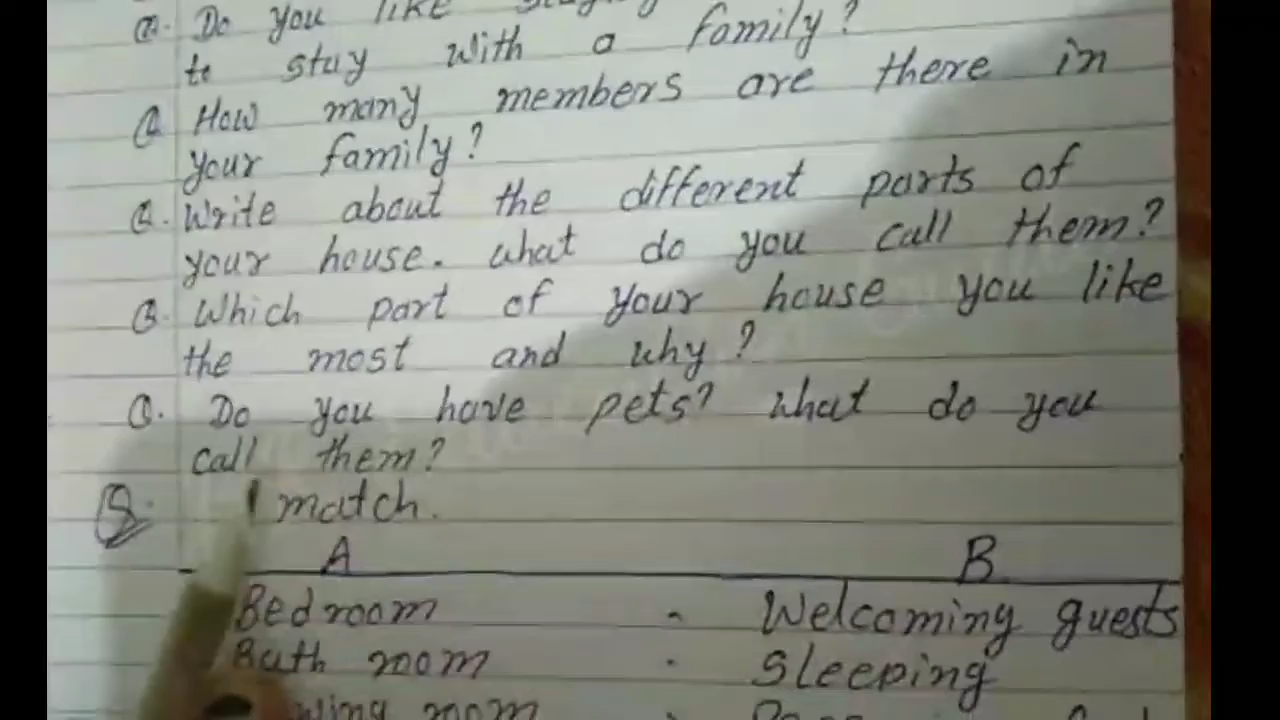 Q. Do you like
to stay with a family?
Q. How many members are there in
your family?
Q. Write about the different parts of
your house. what do you call them?
Q. Which part of your house you like
the most and why?
Q. Do you have pets? what do you
call them?
Q. match.
A B
Bedroom - Welcoming guests
Bath room - Sleeping
room